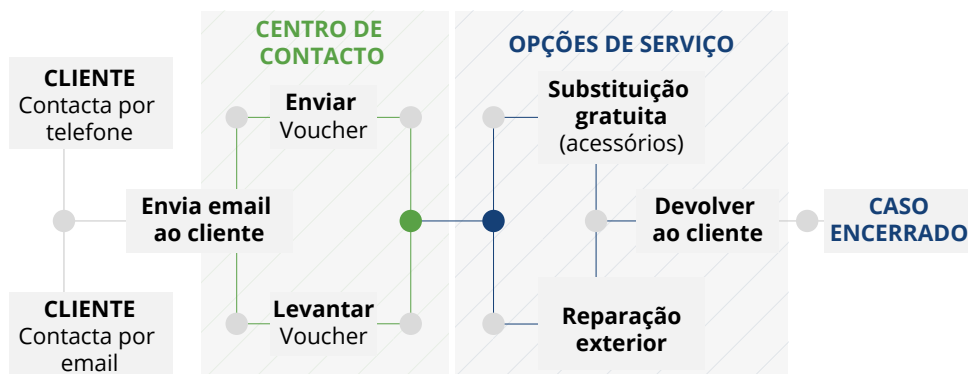 CLIENTE
Contacta por
telefone
CLIENTE
Contacta por
email
Envia email
ao cliente
CENTRO DE
CONTACTO
Enviar
Voucher
Levantar
Voucher
OPÇÕES DE SERVIÇO
Substituição
gratuita
(acessórios)
Reparação
exterior
Devolver
ao cliente
CASO
ENCERRADO